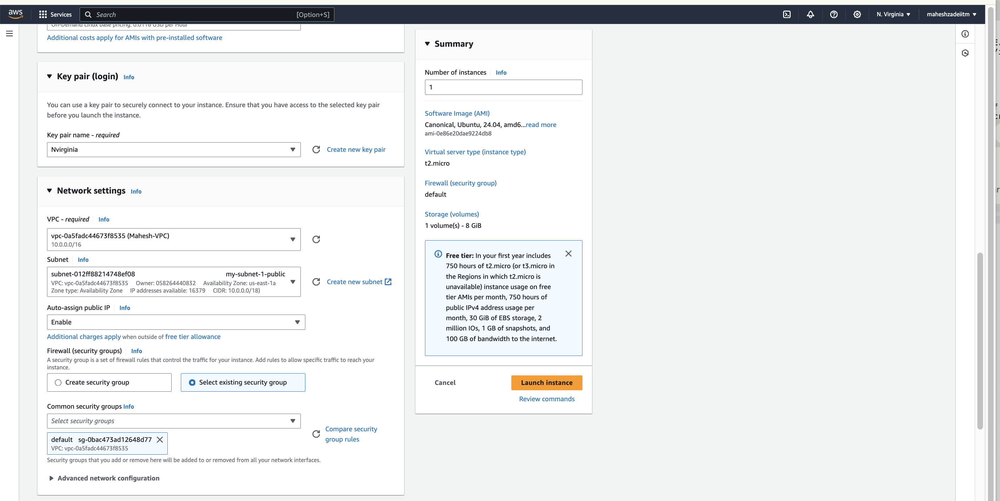 aws
Services
Search
[Option+S]
N. Virginia
maheshzadeiitm
On-Demand Linux base pricing: 0.0116 USD per Hour
Additional costs apply for AMIs with pre-installed software
Key pair (login) Info
You can use a key pair to securely connect to your instance. Ensure that you have access to the selected key pair
before you launch the instance.
Key pair name - required
Nvirginia
Create new key pair
Network settings Info
VPC - required Info
vpc-0a5fadc44673f8535 (Mahesh-VPC)
10.0.0.0/16
Subnet Info
subnet-012ff88214748ef08 my-subnet-1-public
VPC: vpc-0a5fadc44673f8535 Owner: 058264440832 Availability Zone: us-east-1a
Zone type: Availability Zone IP addresses available: 16379 CIDR: 10.0.0.0/18)
Create new subnet
Auto-assign public IP Info
Enable
Additional charges apply when outside of free tier allowance
Firewall (security groups) Info
A security group is a set of firewall rules that control the traffic for your instance. Add rules to allow specific traffic to reach your
instance.
Create security group
Select existing security group
Common security groups Info
Select security groups
default sg-0bac473ad12648d77
VPC: vpc-0a5fadc44673f8535
Compare security
group rules
Security groups that you add or remove here will be added to or removed from all your network interfaces.
Advanced network configuration
Summary
Number of instances Info
1
Software Image (AMI)
Canonical, Ubuntu, 24.04, amd6...read more
ami-0e86e20dae9224db8
Virtual server type (instance type)
t2.micro
Firewall (security group)
default
Storage (volumes)
1 volume(s) - 8 GiB
Free tier: In your first year includes
750 hours of t2.micro (or t3.micro in
the Regions in which t2.micro is
unavailable) instance usage on free
tier AMIs per month, 750 hours of
public IPv4 address usage per
month, 30 GiB of EBS storage, 2
million IOs, 1 GB of snapshots, and
100 GB of bandwidth to the internet.
Cancel
Launch instance
Review commands